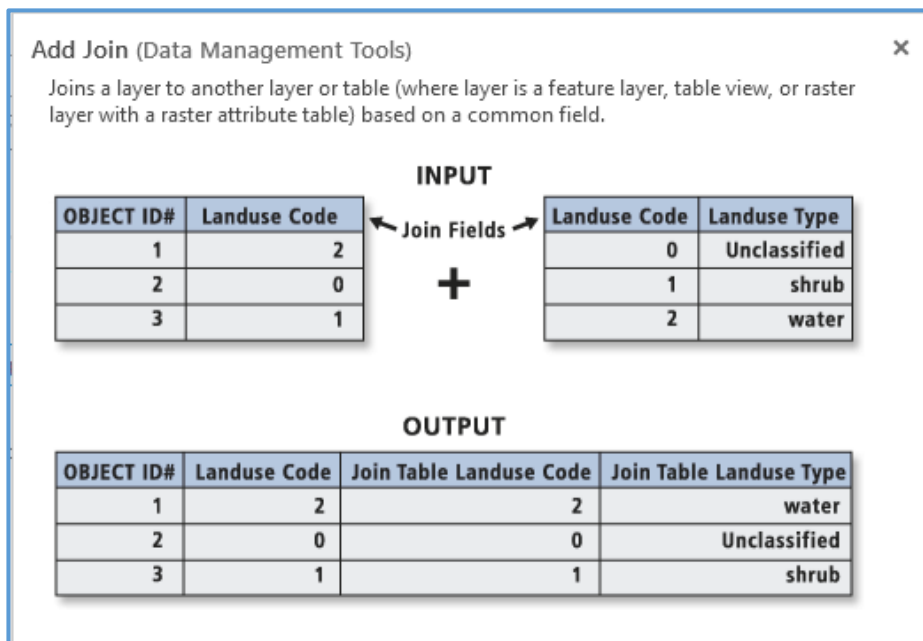 Add Join (Data Management Tools)
Joins a layer to another layer or table (where layer is a feature layer, table view, or raster
layer with a raster attribute table) based on a common field.
INPUT
OBJECT ID# Landuse Code
1 2
2 0
3 1
Join Fields
+
Landuse Code Landuse Type
0 Unclassified
1 shrub
2 water
OUTPUT
OBJECT ID# Landuse Code Join Table Landuse Code Join Table Landuse Type
1 2 2 water
2 0 0 Unclassified
3 1 1 shrub